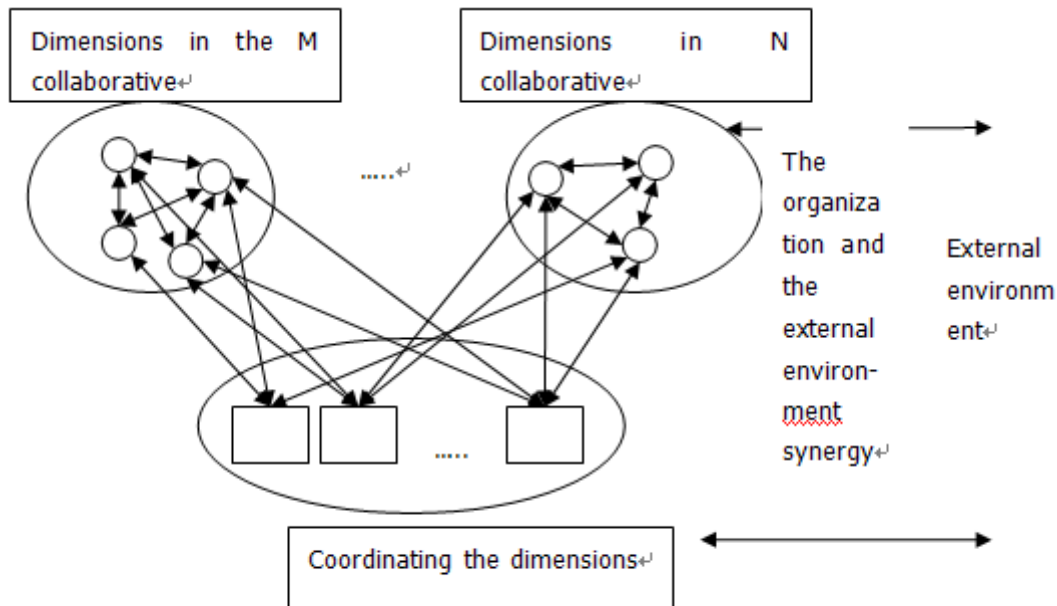 Dimensions in the M
collaborative↵
Dimensions in N
collaborative↵
.....↵
The
organiza
tion and
the
external
environ-
ment
synergy↵
External
environm
ent↵
.....
Coordinating the dimensions↵